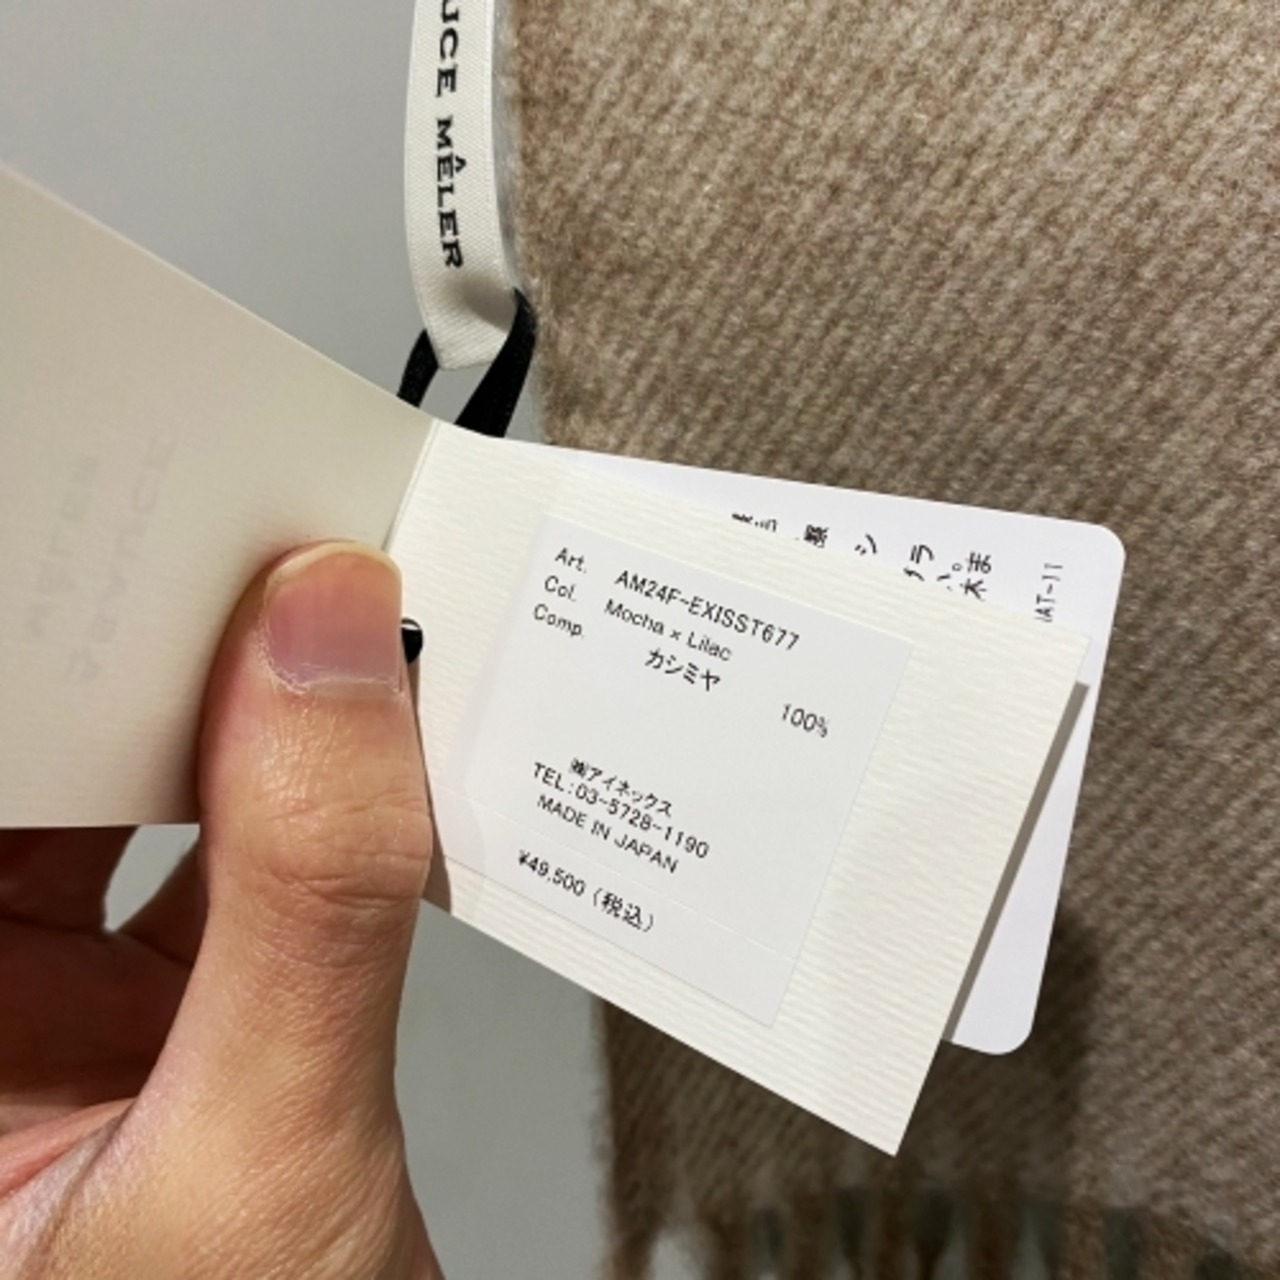 MÊLER
Art. AM24F-EXISST677
Col. Mocha × Lilac
Comp. カシミヤ
100%
㈱アイネックス
TEL:03-5728-1190
MADE IN JAPAN
¥49,500 (税込)